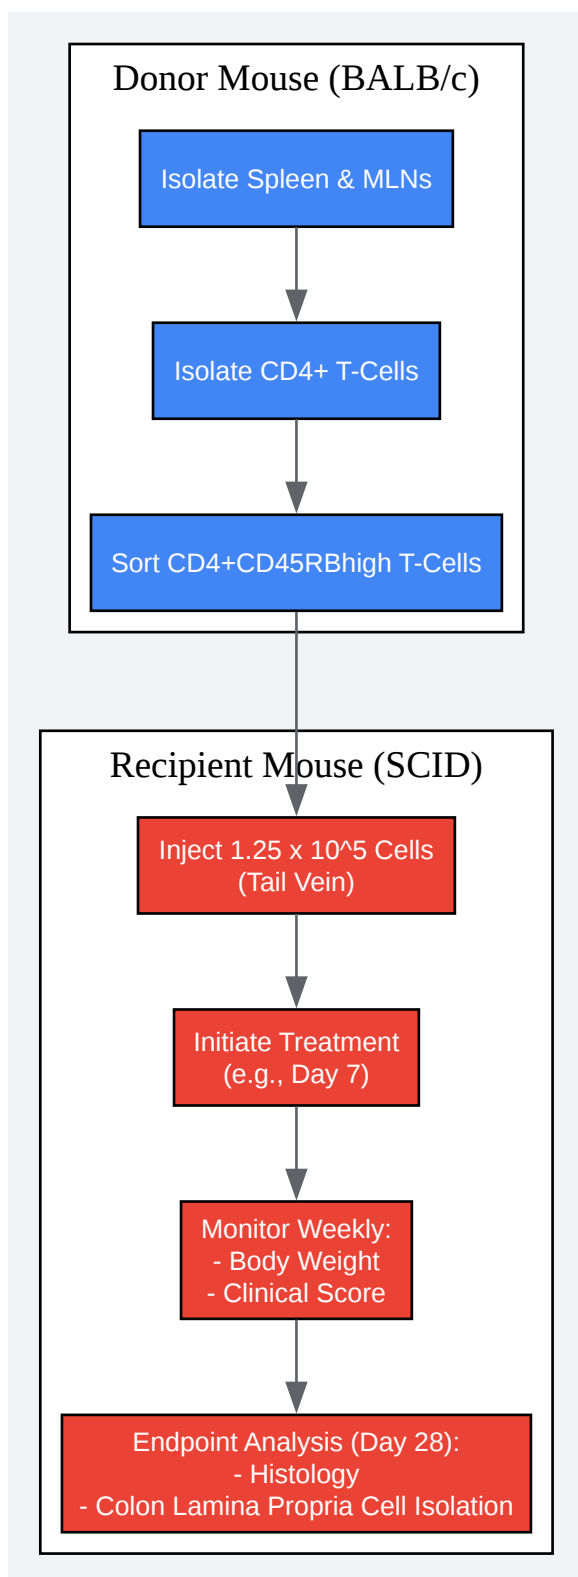 Donor Mouse (BALB/c)
Isolate Spleen & MLNs
Isolate CD4+ T-Cells
Sort CD4+CD45RBhigh T-Cells
Recipient Mouse (SCID)
Inject 1.25 x 10^5 Cells
(Tail Vein)
Initiate Treatment
(e.g., Day 7)
Monitor Weekly:
- Body Weight
- Clinical Score
Endpoint Analysis (Day 28):
- Histology
- Colon Lamina Propria Cell Isolation